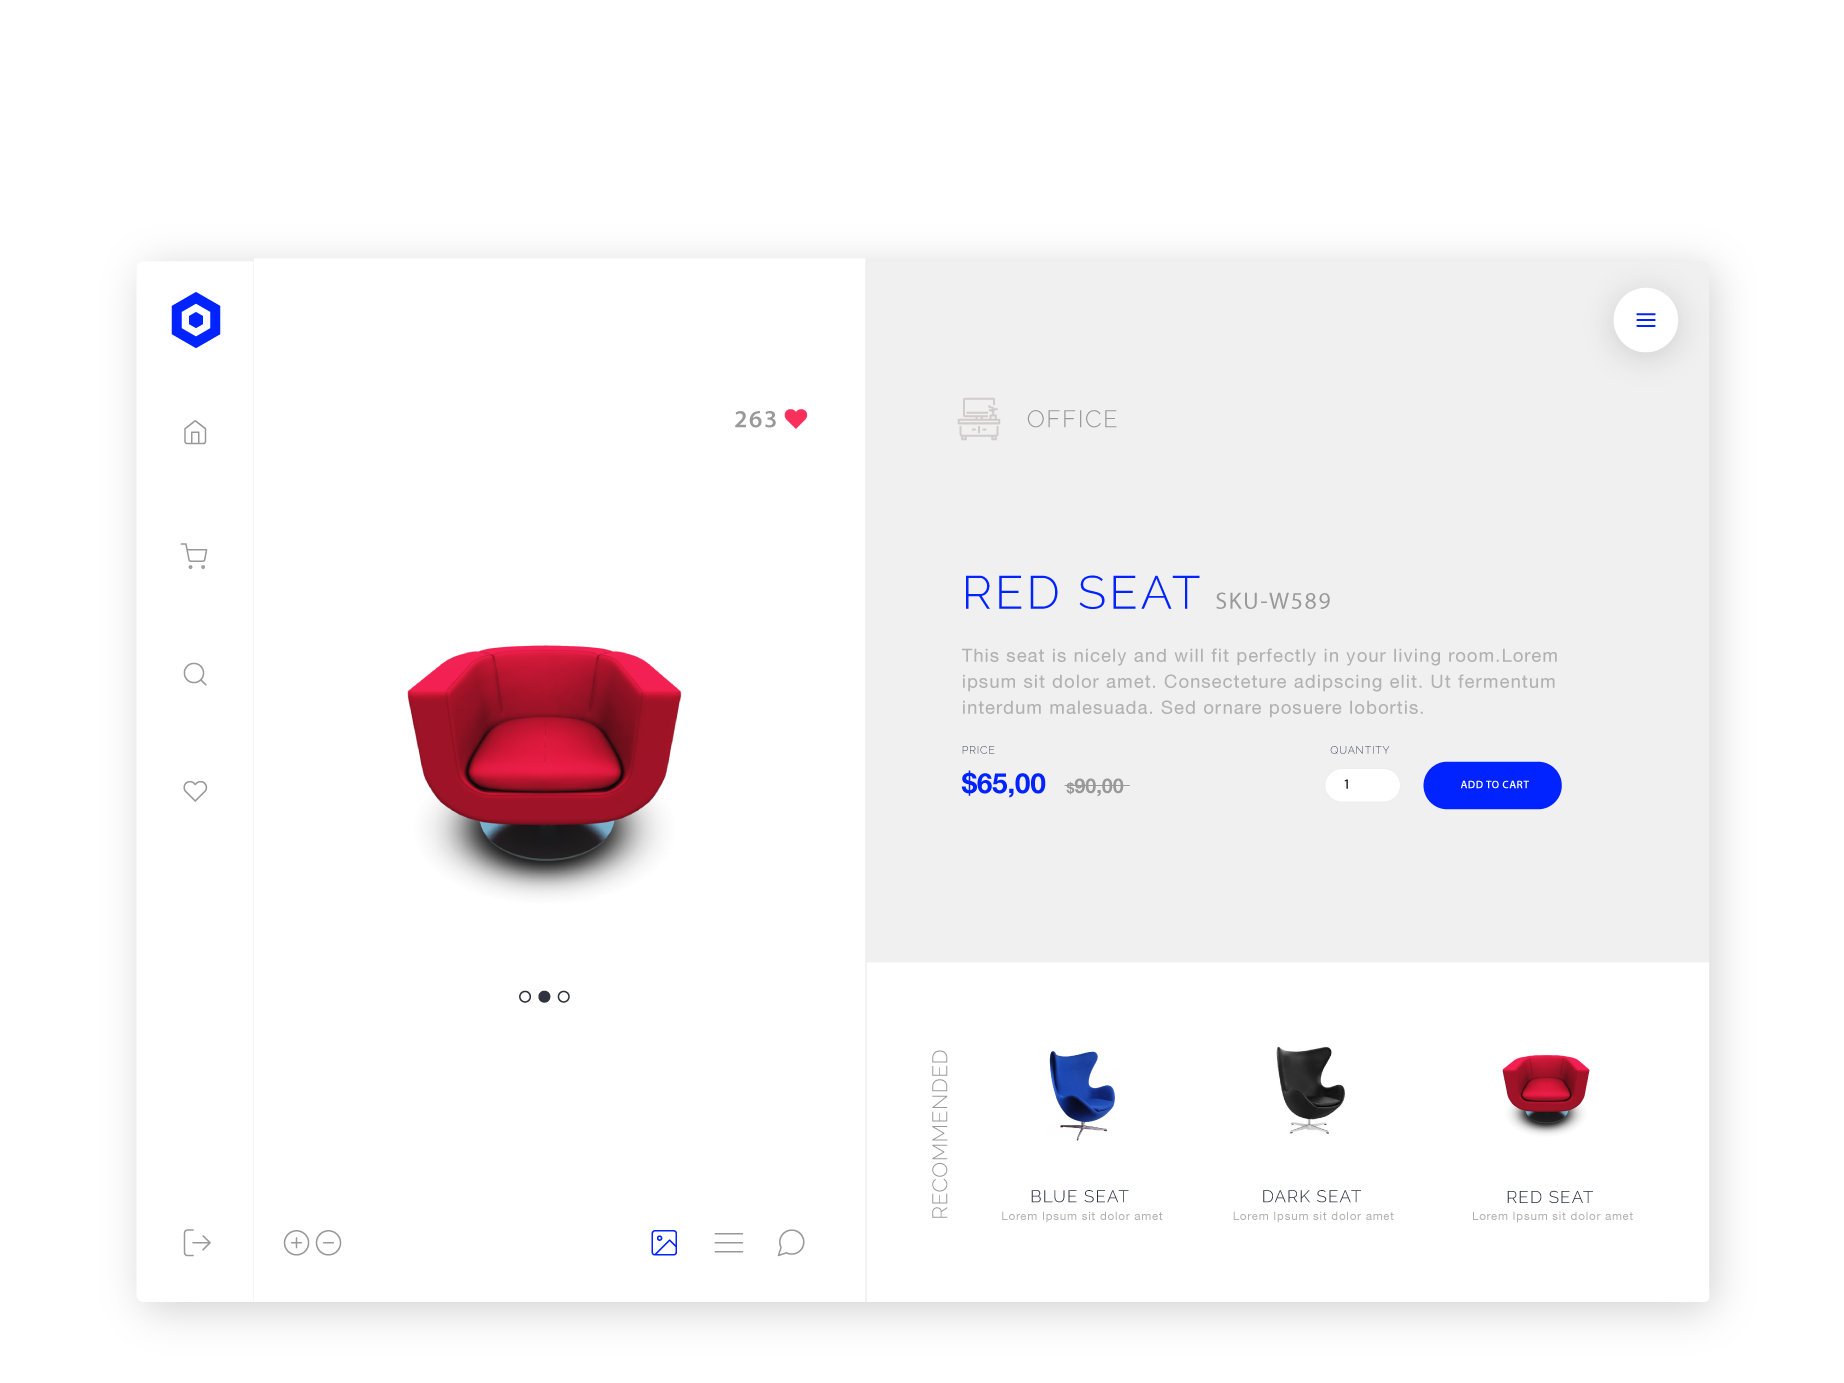 263
OFFICE
RED SEAT SKU-W589
This seat is nicely and will fit perfectly in your living room.Lorem
ipsum sit dolor amet. Consecteture adipscing elit. Ut fermentum
interdum malesuada. Sed ornare posuere lobortis.
PRICE
$65,00 $90,00
QUANTITY
1
ADD TO CART
RECOMMENDED
BLUE SEAT
Lorem Ipsum sit dolor amet
DARK SEAT
Lorem Ipsum sit dolor amet
RED SEAT
Lorem Ipsum sit dolor amet